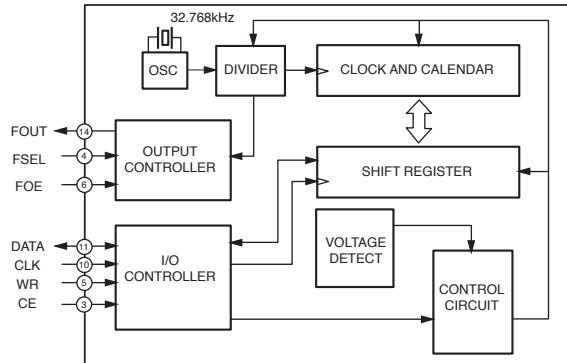 32.768kHz
OSC
DIVIDER
CLOCK AND CALENDAR
FOUT
14
FSEL
4
FOE
6
OUTPUT
CONTROLLER
SHIFT REGISTER
DATA
11
CLK
10
WR
5
CE
3
I/O
CONTROLLER
VOLTAGE
DETECT
CONTROL
CIRCUIT